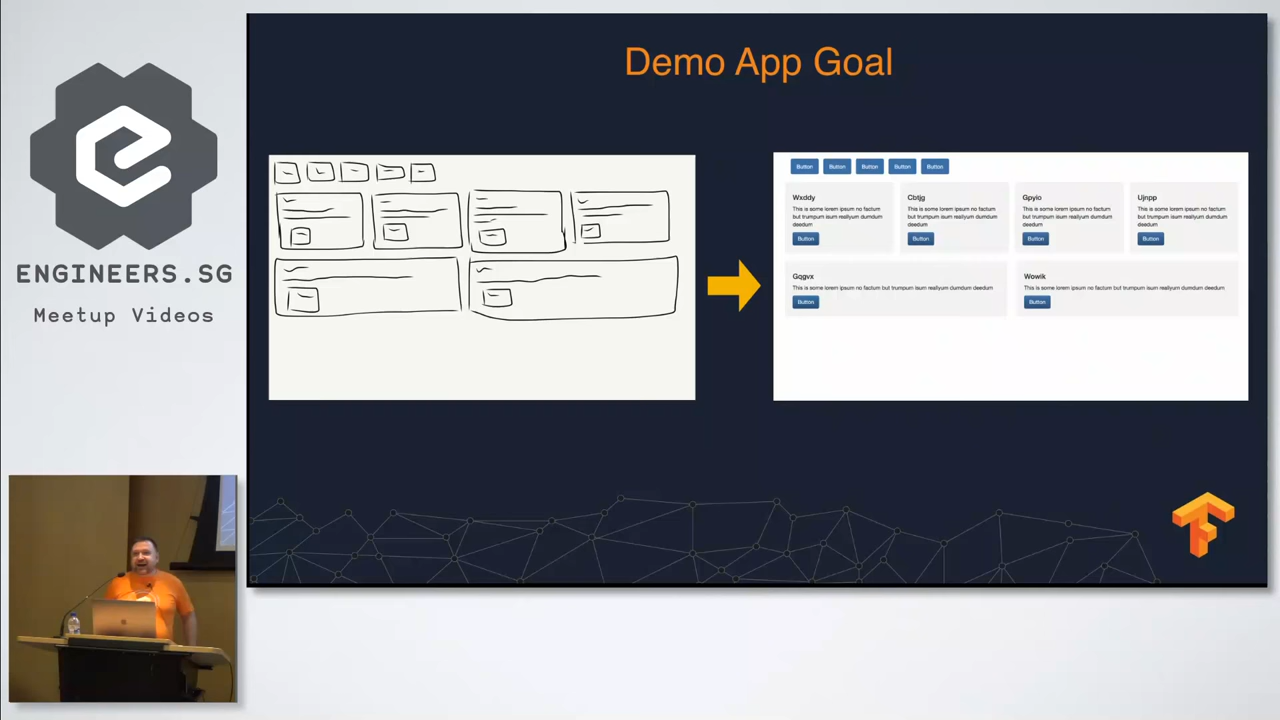 ENGINEERS.SG
Meetup Videos
Demo App Goal
Button Button Button Button Button
Wxddy
This is some lorem ipsum no factum
but trumpum isum reallyum dumdum
deedum
Button
Cbtjg
This is some lorem ipsum no factum
but trumpum isum reallyum dumdum
deedum
Button
Gpyio
This is some lorem ipsum no factum
but trumpum isum reallyum dumdum
deedum
Button
Ujnpp
This is some lorem ipsum no factum
but trumpum isum reallyum dumdum
deedum
Button
Gqgvx
This is some lorem ipsum no factum but trumpum isum reallyum dumdum deedum
Button
Wowik
This is some lorem ipsum no factum but trumpum isum reallyum dumdum deedum
Button